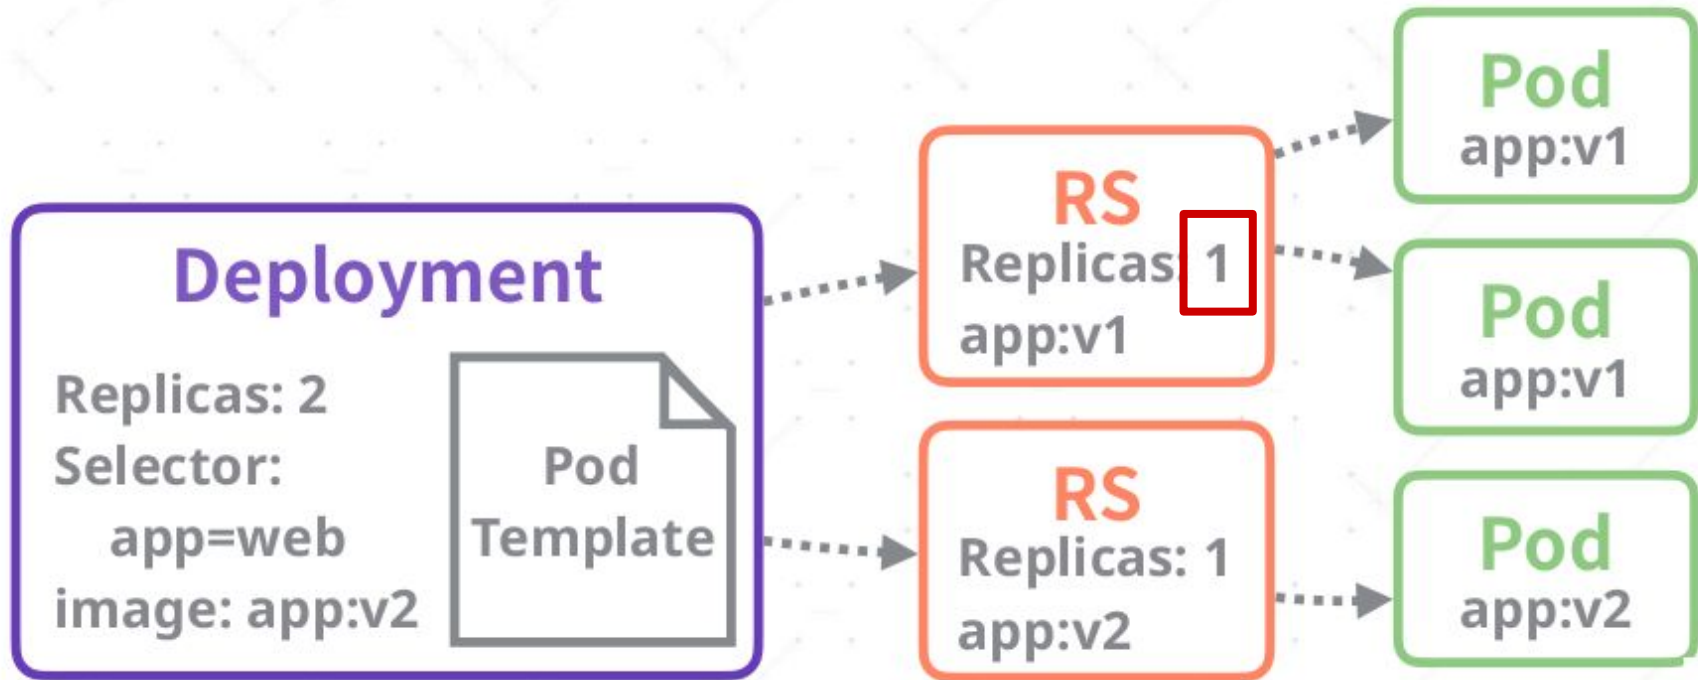 Deployment
Replicas: 2
Selector:
app=web
image: app:v2
Pod
Template
RS
Replicas: 1
app:v1
RS
Replicas: 1
app:v2
Pod
app:v1
Pod
app:v1
Pod
app:v2